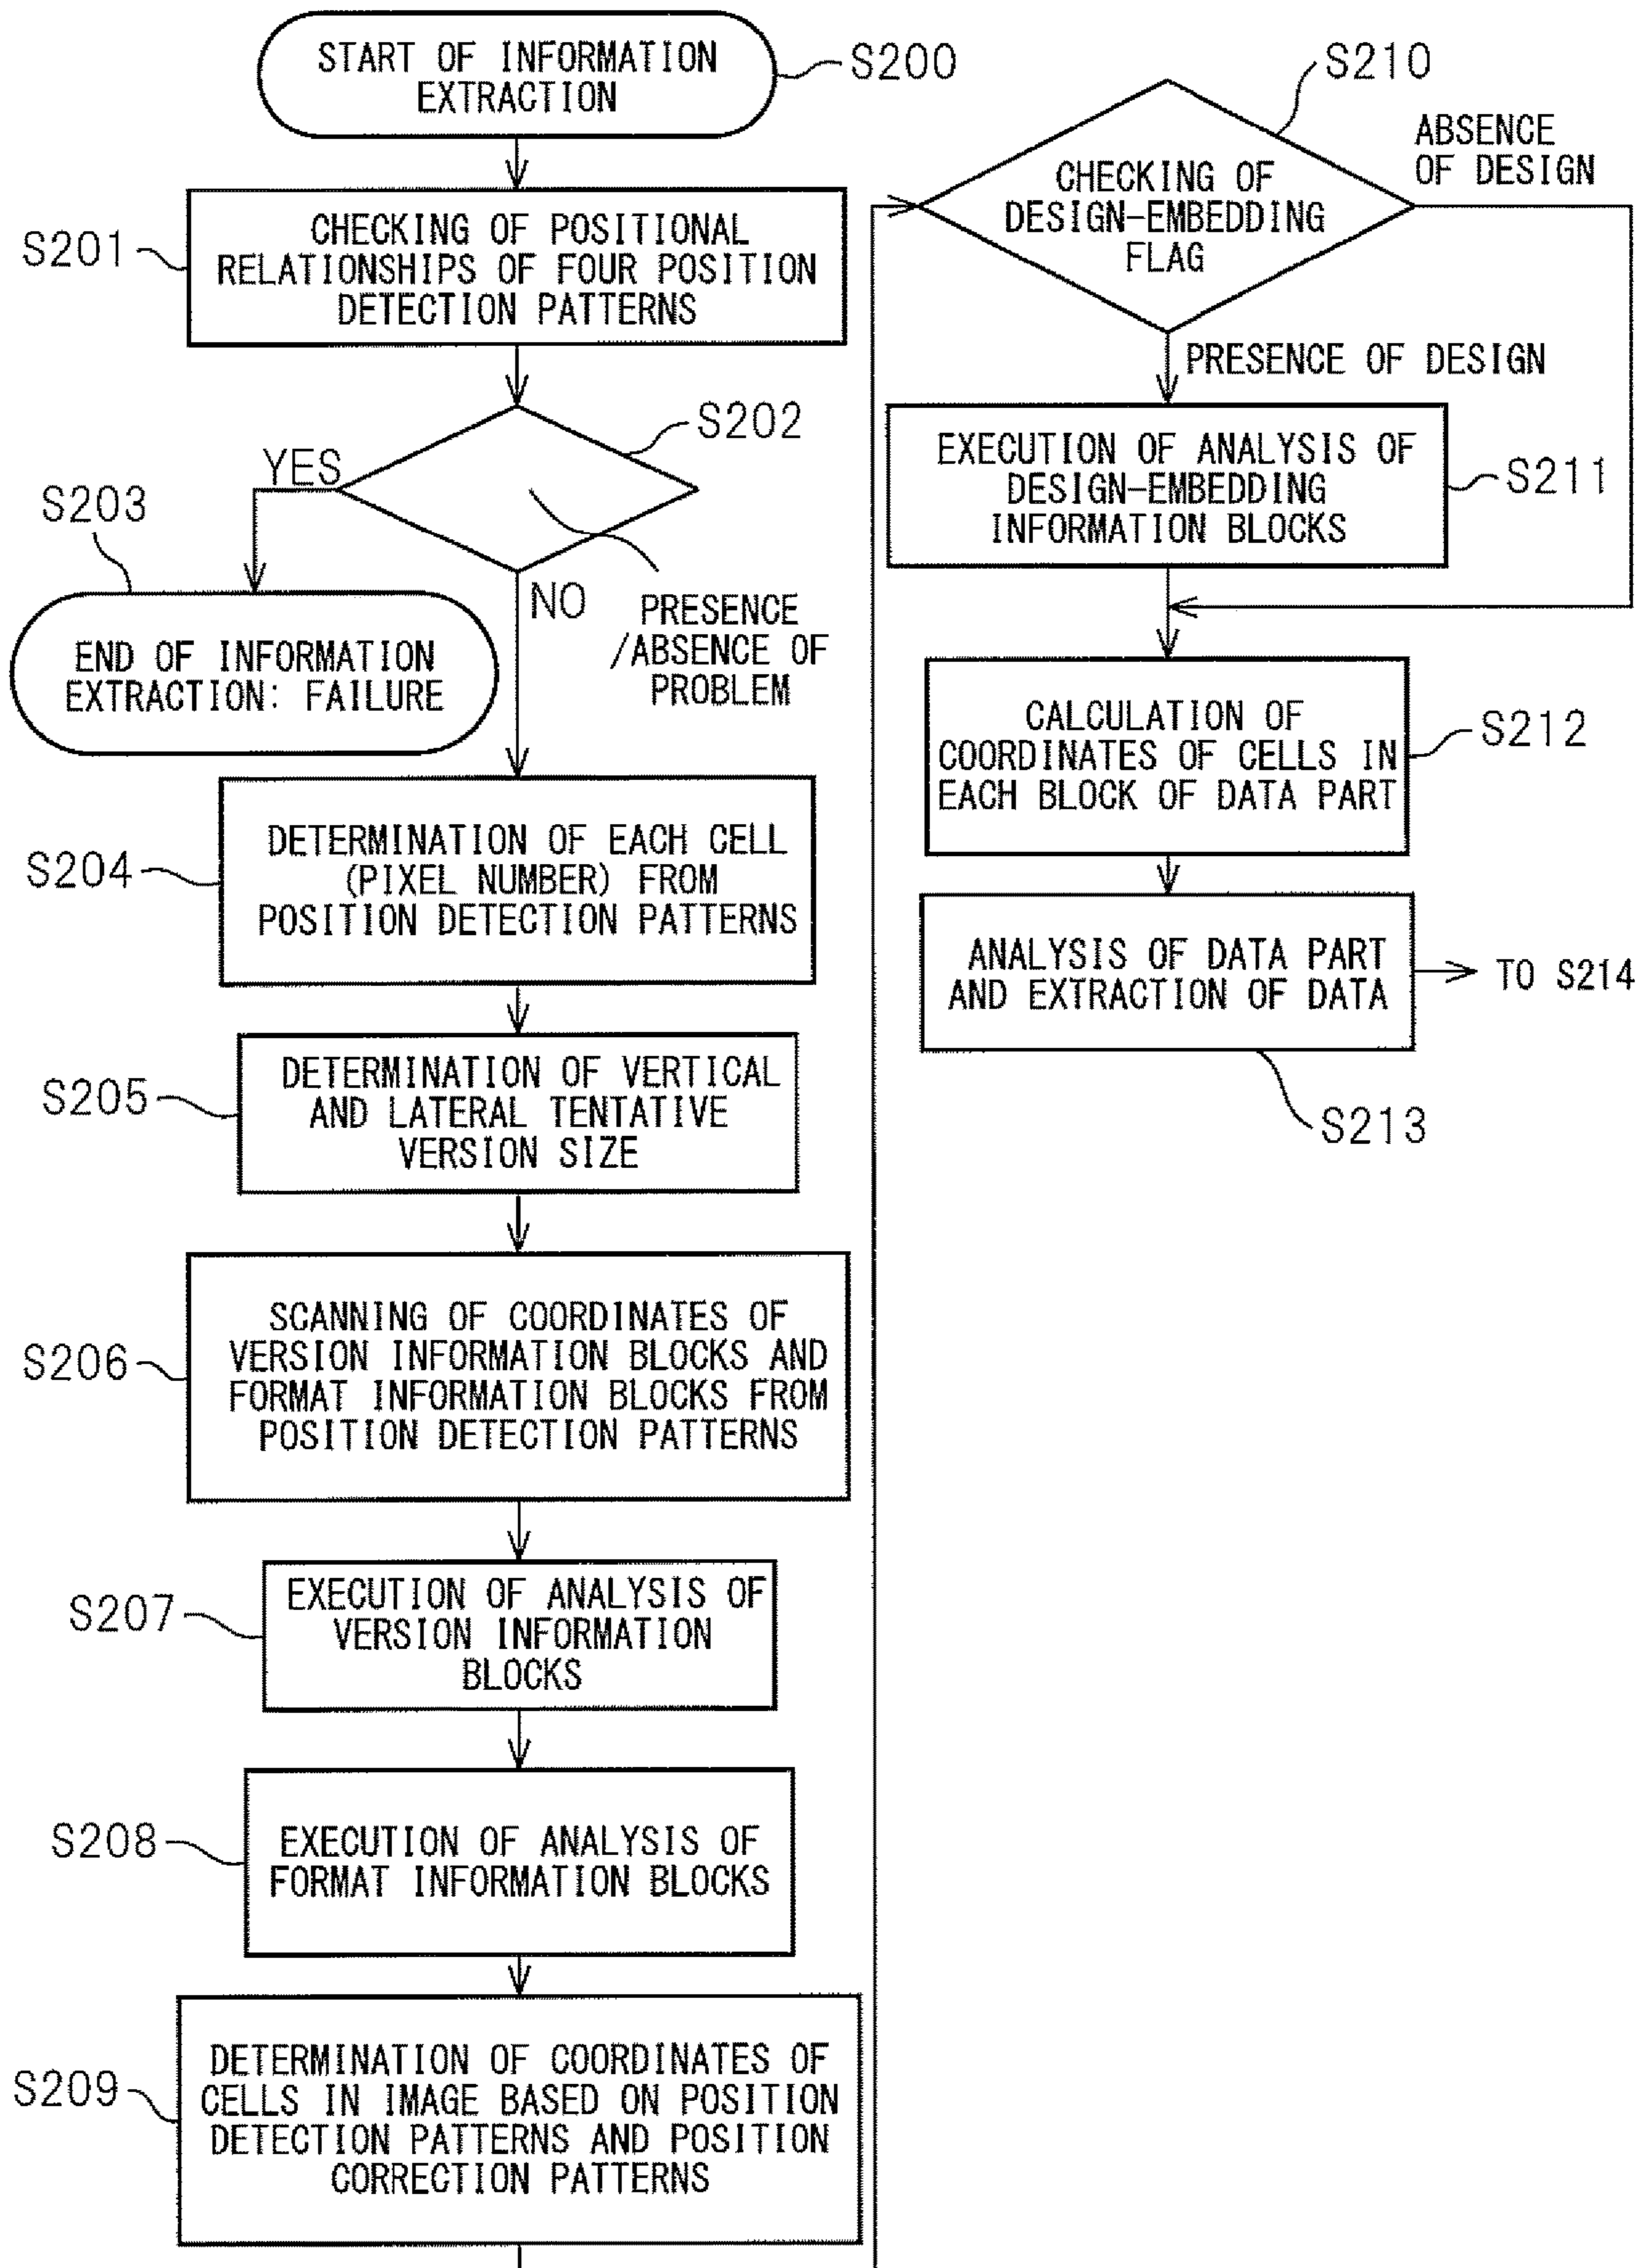 START OF INFORMATION
EXTRACTION
S200
CHECKING OF POSITIONAL
RELATIONSHIPS OF FOUR POSITION
DETECTION PATTERNS
S201
S202
YES
NO
PRESENCE
/ABSENCE OF
PROBLEM
S203
END OF INFORMATION
EXTRACTION: FAILURE
DETERMINATION OF EACH CELL
(PIXEL NUMBER) FROM
POSITION DETECTION PATTERNS
S204
DETERMINATION OF VERTICAL
AND LATERAL TENTATIVE
VERSION SIZE
S205
SCANNING OF COORDINATES OF
VERSION INFORMATION BLOCKS AND
FORMAT INFORMATION BLOCKS FROM
POSITION DETECTION PATTERNS
S206
EXECUTION OF ANALYSIS OF
VERSION INFORMATION
BLOCKS
S207
EXECUTION OF ANALYSIS OF
FORMAT INFORMATION BLOCKS
S208
DETERMINATION OF COORDINATES OF
CELLS IN IMAGE BASED ON POSITION
DETECTION PATTERNS AND POSITION
CORRECTION PATTERNS
S209
S210
CHECKING OF
DESIGN-EMBEDDING
FLAG
ABSENCE
OF DESIGN
PRESENCE OF DESIGN
EXECUTION OF ANALYSIS OF
DESIGN-EMBEDDING
INFORMATION BLOCKS
S211
CALCULATION OF
COORDINATES OF CELLS IN
EACH BLOCK OF DATA PART
S212
ANALYSIS OF DATA PART
AND EXTRACTION OF DATA
TO S214
S213